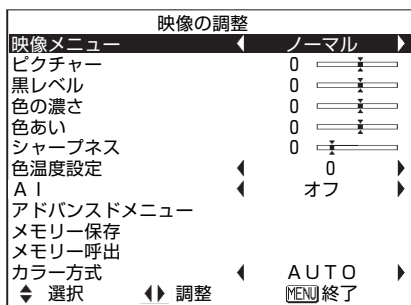 映像の調整
映像メニュー ノーマル
ピクチャー 0
黒レベル 0
色の濃さ 0
色あい 0
シャープネス 0
色温度設定 0
ＡＩ オフ
アドバンスドメニュー
メモリー保存
メモリー呼出
カラー方式 ＡＵＴＯ
選択 調整 MENU 終了